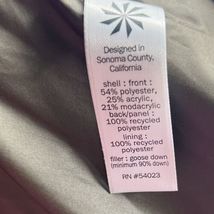 Designed in
Sonoma County,
California
shell : front :
54% polyester,
25% acrylic,
21% modacrylic
back/panel :
100% recycled
polyester
lining :
100% recycled
polyester
filler : goose down
(minimum 90% down)
RN #54023